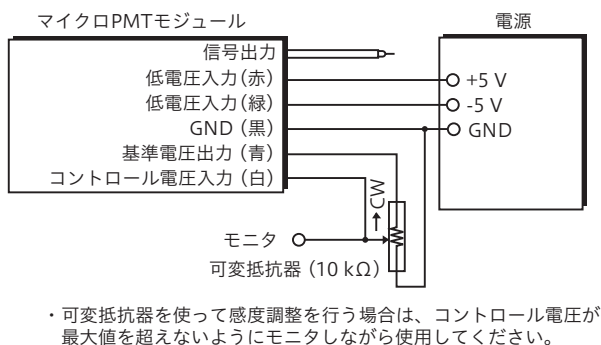 マイクロPMTモジュール
電源
信号出力
低電圧入力(赤)
+5 V
低電圧入力(緑)
-5 V
GND(黒)
GND
基準電圧出力(青)
コントロール電圧入力(白)
CW
モニタ
可変抵抗器(10 kΩ)
・可変抵抗器を使って感度調整を行う場合は、コントロール電圧が
最大値を超えないようにモニタしながら使用してください。